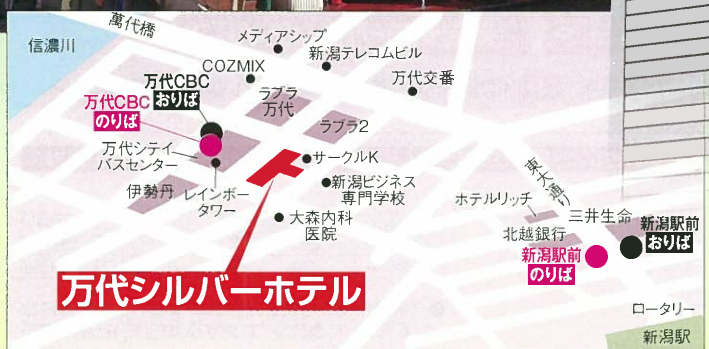 萬代橋
信濃川
メディアシップ
新潟テレコムビル
COZMIX
万代交番
万代CBC
おりば
万代CBC
のりば
ラブラ
万代
ラブラ2
万代シテイ
バスセンター
サークルK
伊勢丹
レインボー
タワー
新潟ビジネス
専門学校
大森内科
医院
東大通り
ホテルリッチ
三井生命
北越銀行
新潟駅前
おりば
新潟駅前
のりば
万代シルバーホテル
ロータリー
新潟駅